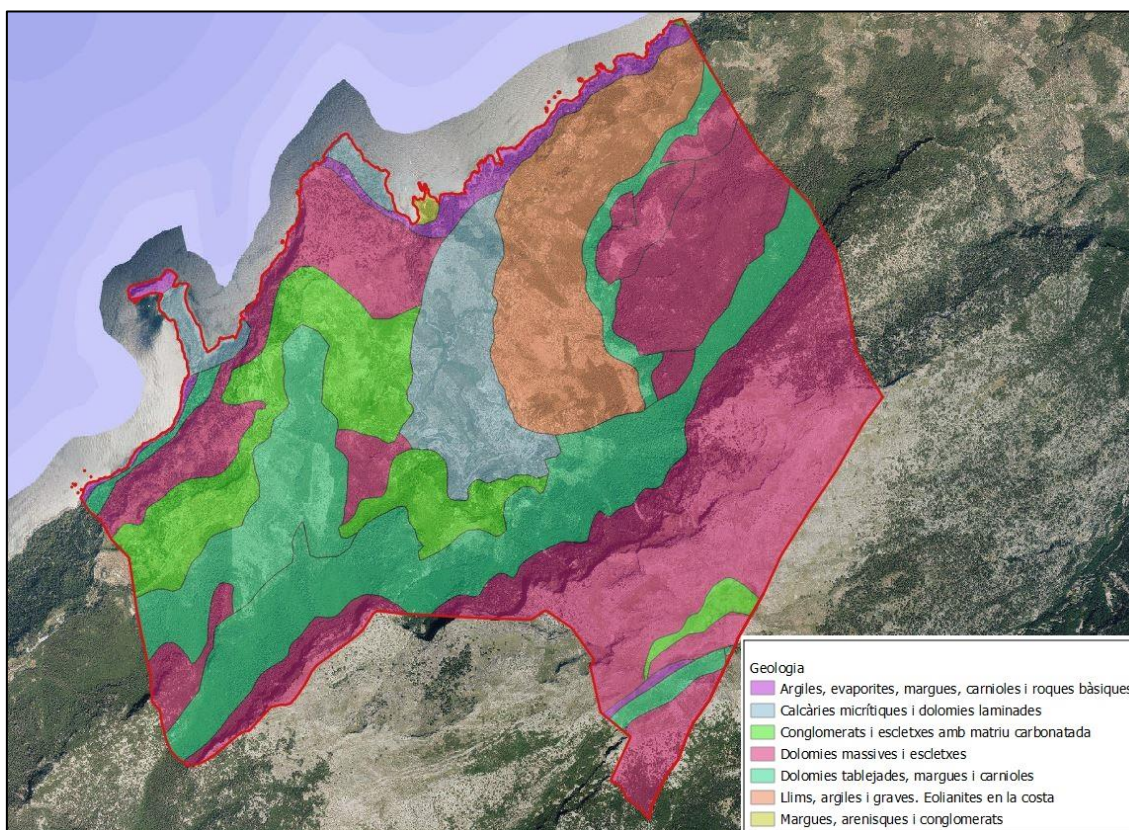 Geologia
Argiles, evaporites, margues, carnioles i roques bàsiques
Calcàries micrítiques i dolomies laminades
Conglomerats i escletxes amb matriu carbonatada
Dolomies massives i escletxes
Dolomies tablejades, margues i carnioles
Llims, argiles i graves. Eolianites en la costa
Margues, arenisques i conglomerats